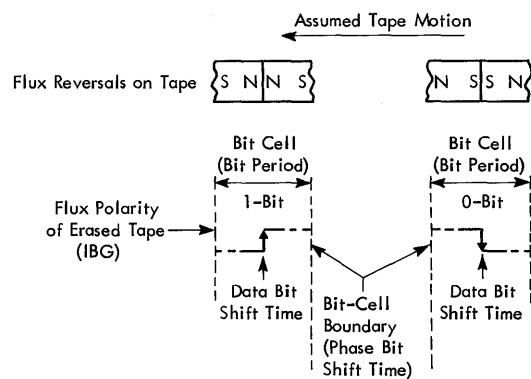 Assumed Tape Motion
Flux Reversals on Tape
S N N S
N S S N
Bit Cell
(Bit Period)
1-Bit
Bit Cell
(Bit Period)
0-Bit
Flux Polarity
of Erased Tape
(IBG)
Data Bit
Shift Time
Bit-Cell
Boundary
(Phase Bit
Shift Time)
Data Bit
Shift Time